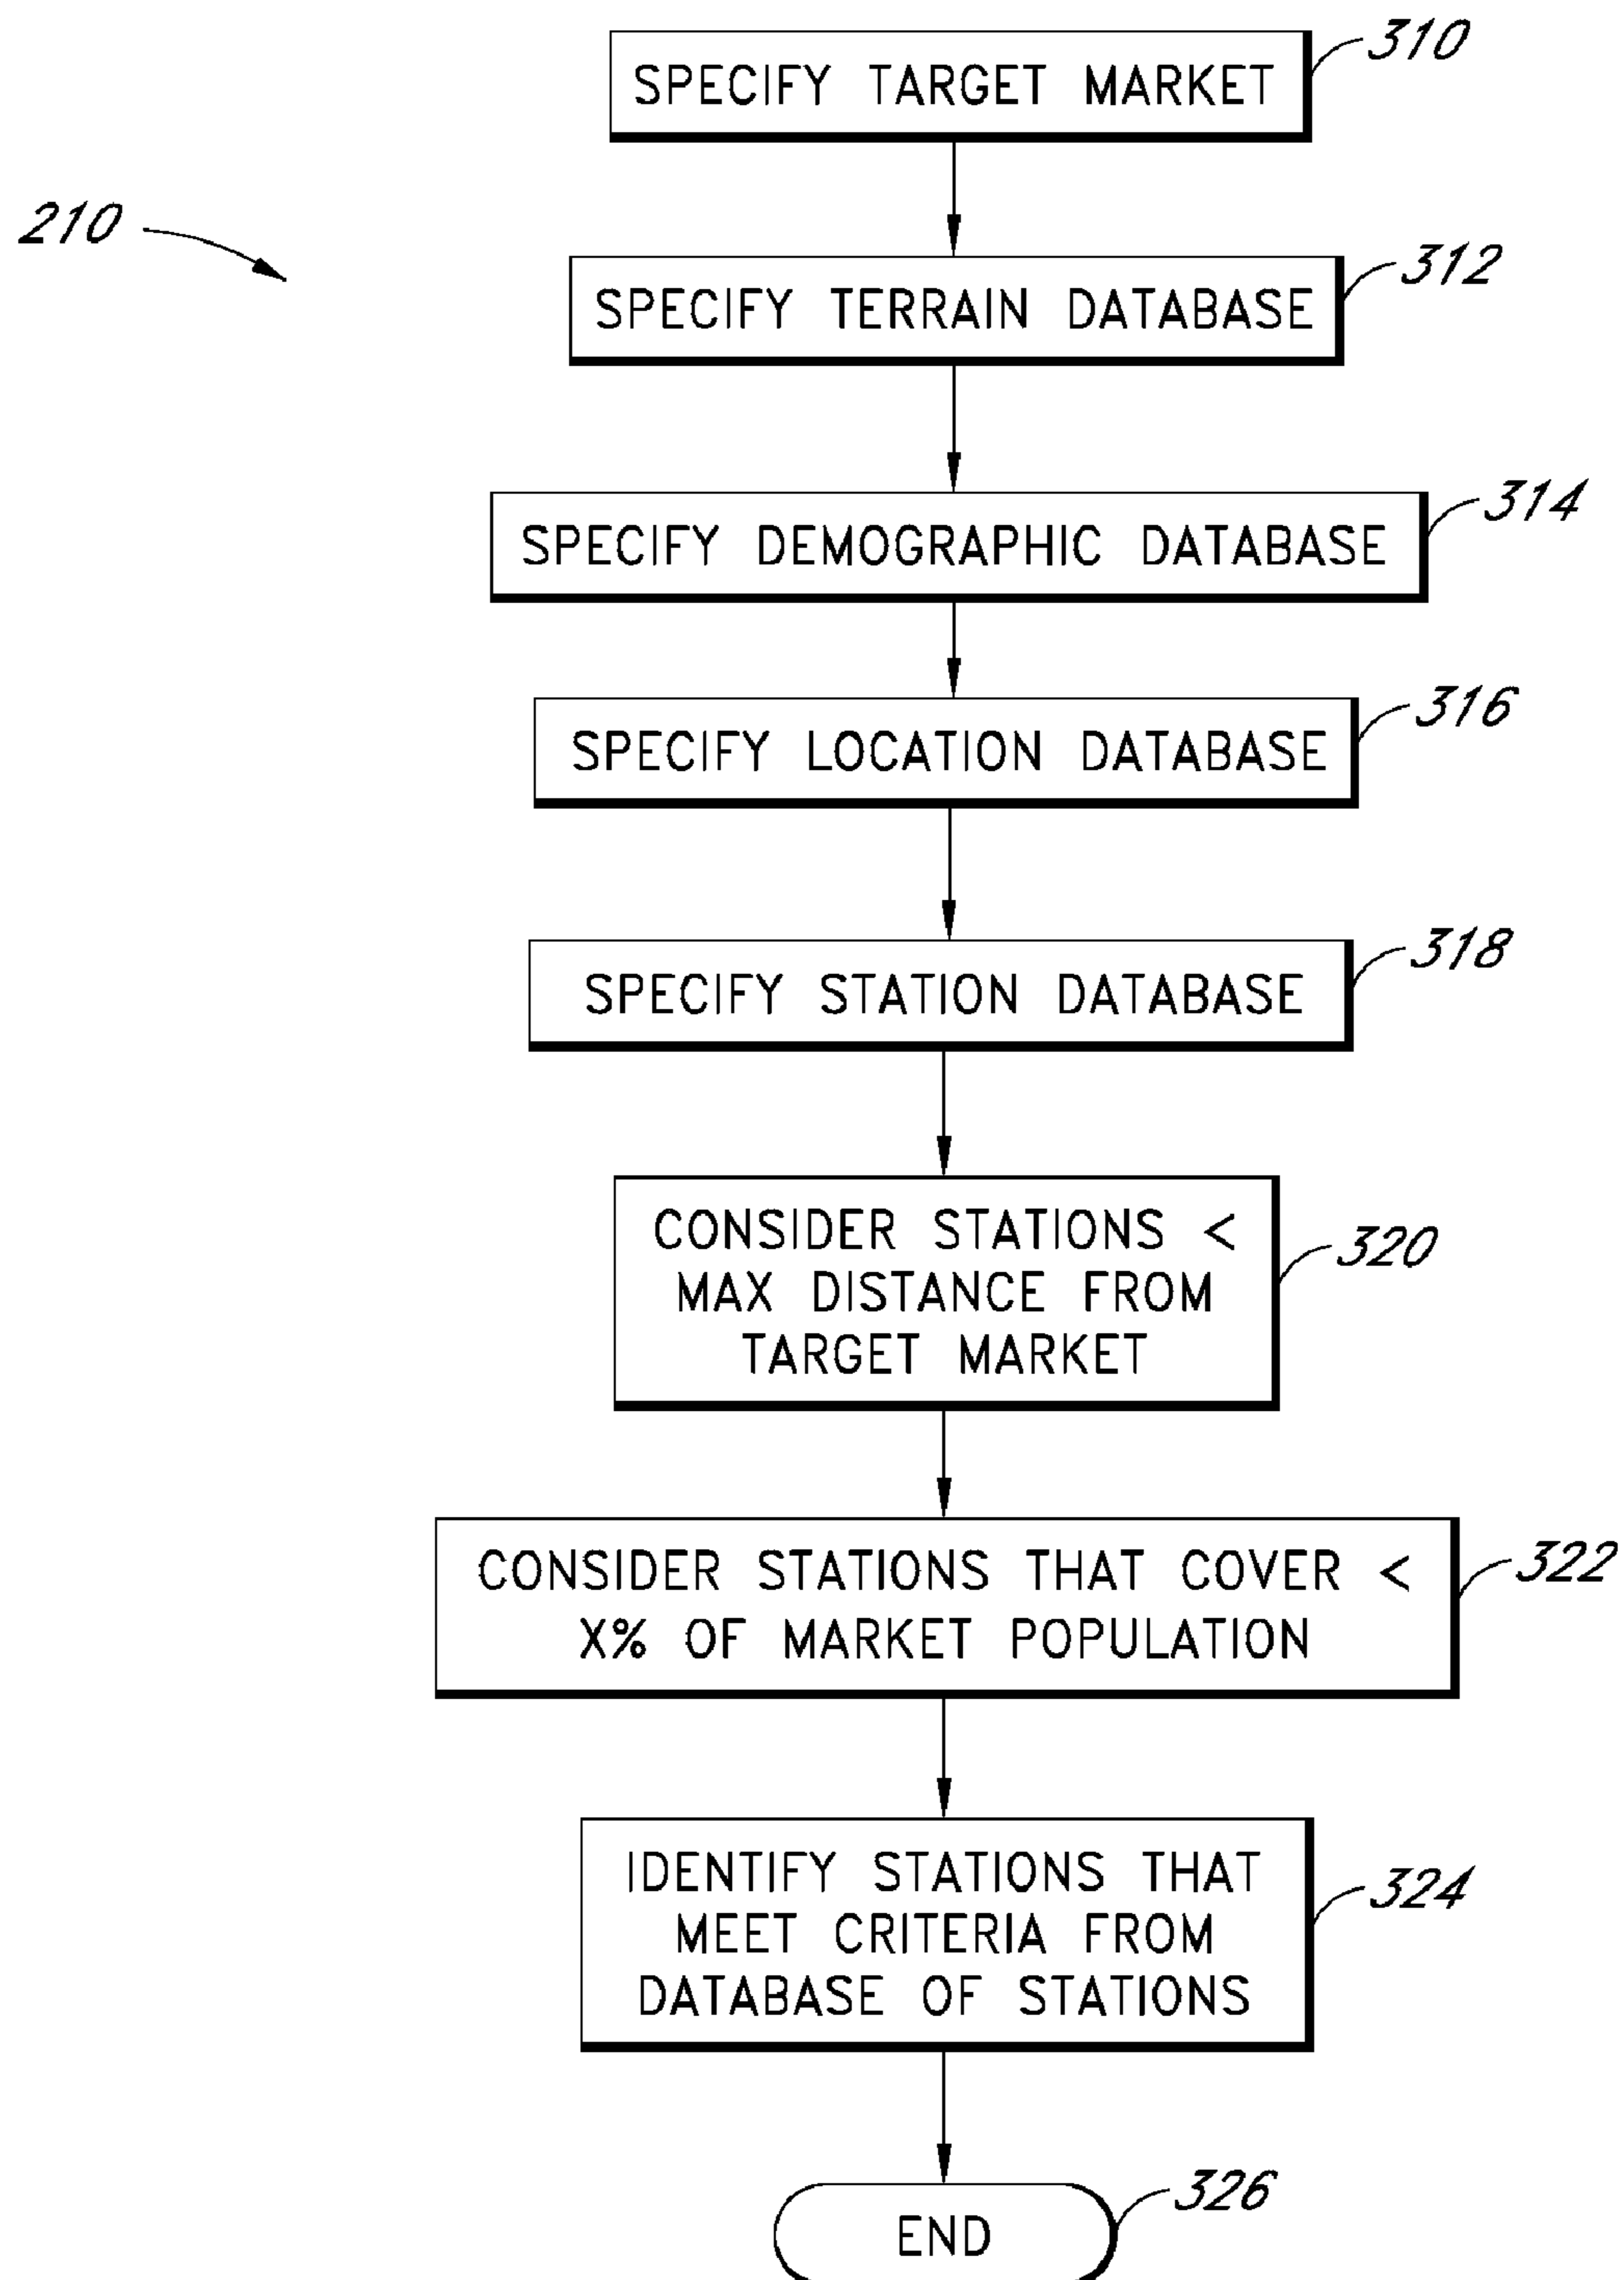 SPECIFY TARGET MARKET
310
210
SPECIFY TERRAIN DATABASE
312
SPECIFY DEMOGRAPHIC DATABASE
314
SPECIFY LOCATION DATABASE
316
SPECIFY STATION DATABASE
318
CONSIDER STATIONS <
MAX DISTANCE FROM
TARGET MARKET
320
CONSIDER STATIONS THAT COVER <
X% OF MARKET POPULATION
322
IDENTIFY STATIONS THAT
MEET CRITERIA FROM
DATABASE OF STATIONS
324
END
326